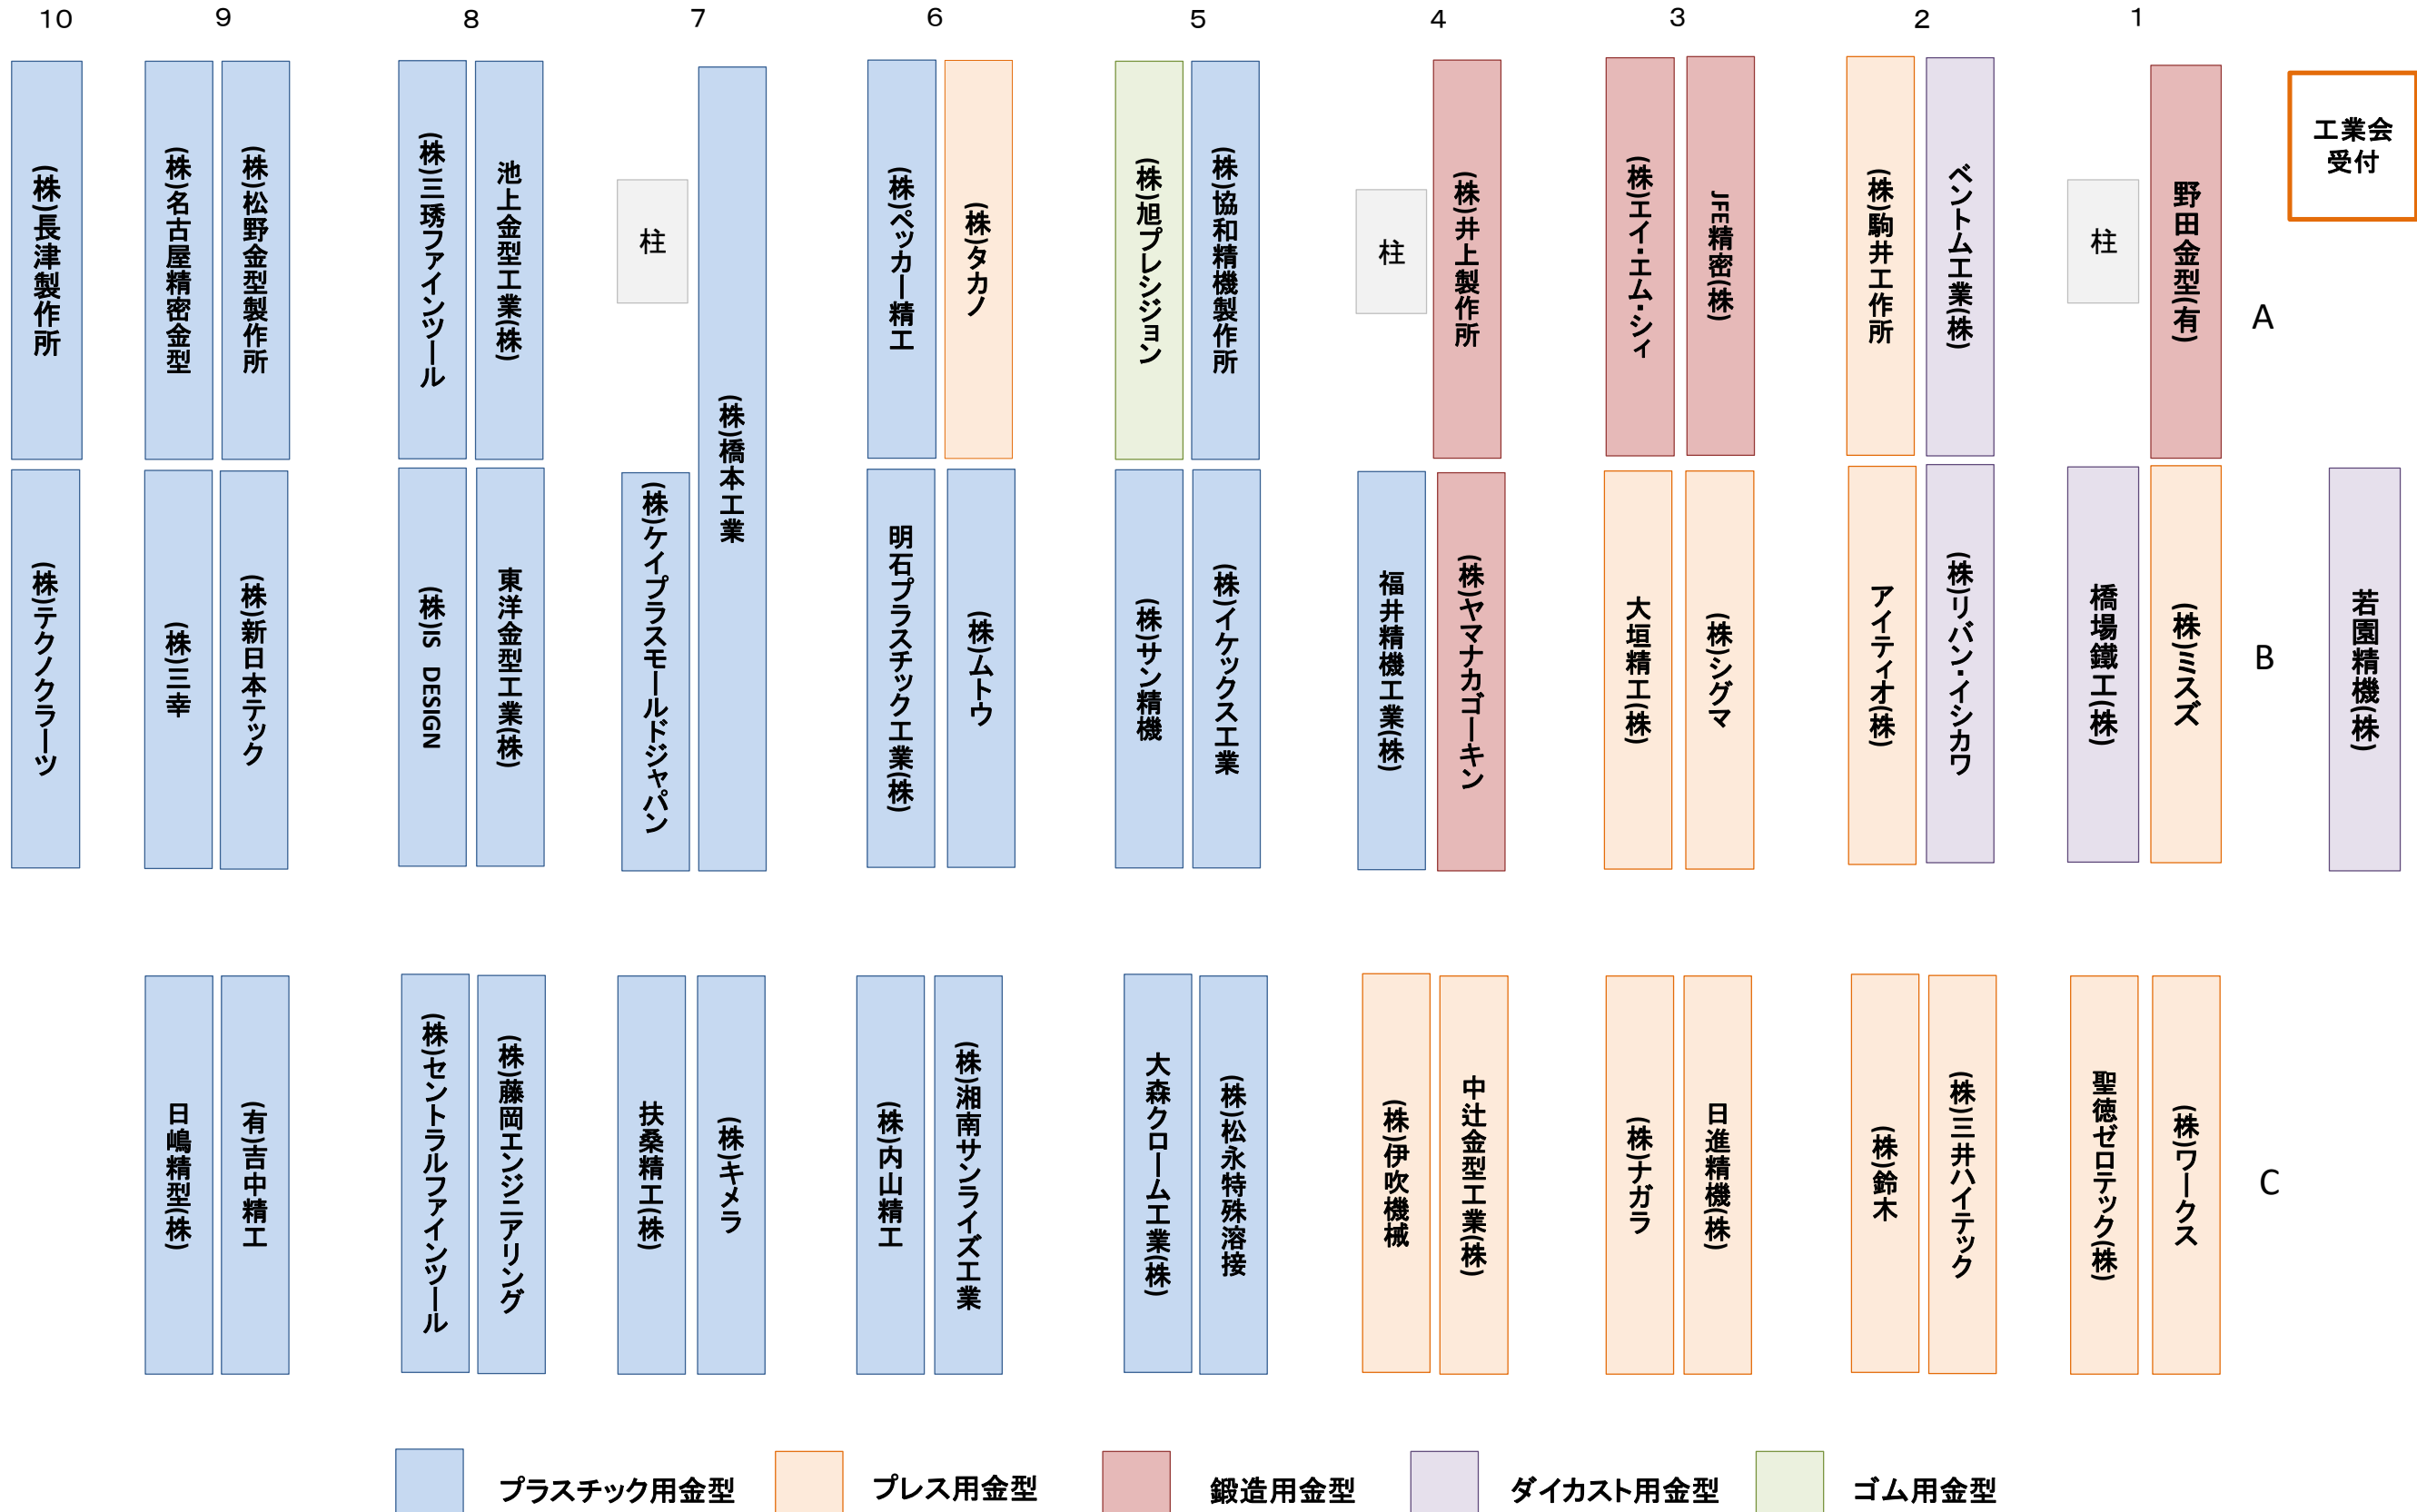 10
9
8
7
6
5
4
3
2
1
(株)長津製作所
(株)名古屋精密金型
(株)松野金型製作所
(株)三琇ファインツール
池上金型工業(株)
柱
(株)橋本工業
(株)ペッカー精工
(株)タカノ
(株)旭プレシジョン
(株)協和精機製作所
柱
(株)井上製作所
(株)エイ・エム・シィ
JFE精密(株)
(株)駒井工作所
ベントム工業(株)
柱
野田金型(有)
工業会
受付
A
(株)テクノクラーツ
(株)三幸
(株)新日本テック
(株)IS DESIGN
東洋金型工業(株)
(株)ケイプラスモールドジャパン
明石プラスチック工業(株)
(株)ムトウ
(株)サン精機
(株)イケックス工業
福井精機工業(株)
(株)ヤマナカゴーキン
大垣精工(株)
(株)シグマ
アイティオ(株)
(株)リバン・イシカワ
橋場鐵工(株)
(株)ミスズ
B
若園精機(株)
日嶋精型(株)
(有)吉中精工
(株)セントラルファインツール
(株)藤岡エンジニアリング
扶桑精工(株)
(株)キメラ
(株)内山精工
(株)湘南サンライズ工業
大森クローム工業(株)
(株)松永特殊溶接
(株)伊吹機械
中辻金型工業(株)
(株)ナガラ
日進精機(株)
(株)鈴木
(株)三井ハイテック
聖徳ゼロテック(株)
(株)ワークス
C
プラスチック用金型
プレス用金型
鍛造用金型
ダイカスト用金型
ゴム用金型